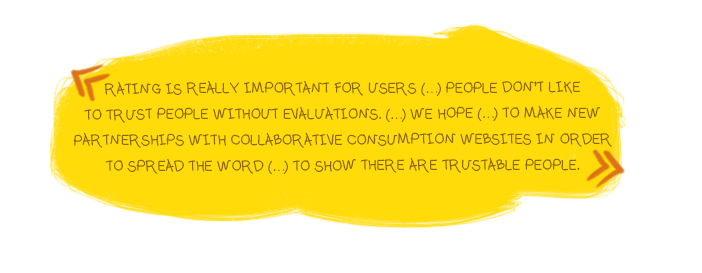 « RATING IS REALLY IMPORTANT FOR USERS (...) PEOPLE DON'T LIKE
TO TRUST PEOPLE WITHOUT EVALUATIONS. (...) WE HOPE (...) TO MAKE NEW
PARTNERSHIPS WITH COLLABORATIVE CONSUMPTION WEBSITES IN ORDER
TO SPREAD THE WORD (...) TO SHOW THERE ARE TRUSTABLE PEOPLE. »